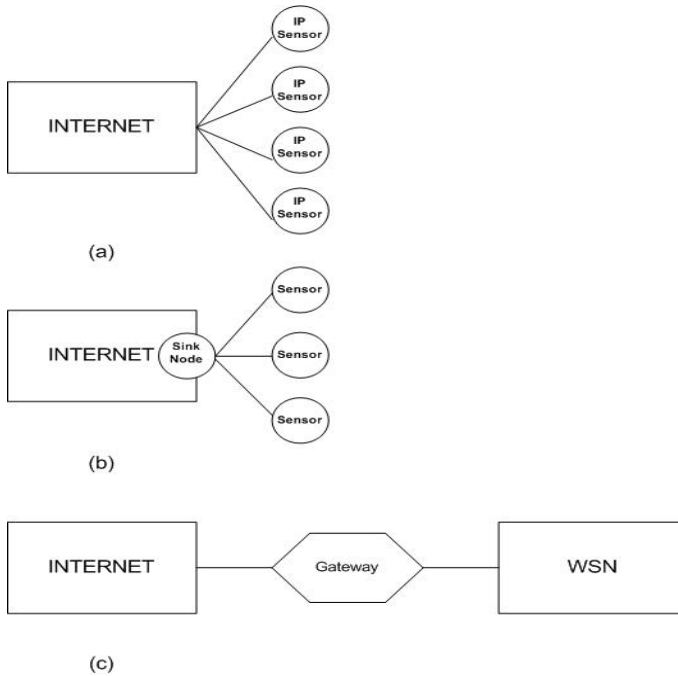 IP
Sensor
IP
Sensor
INTERNET
IP
Sensor
IP
Sensor
(a)
Sensor
INTERNET
Sink
Node
Sensor
Sensor
(b)
INTERNET
Gateway
WSN
(c)